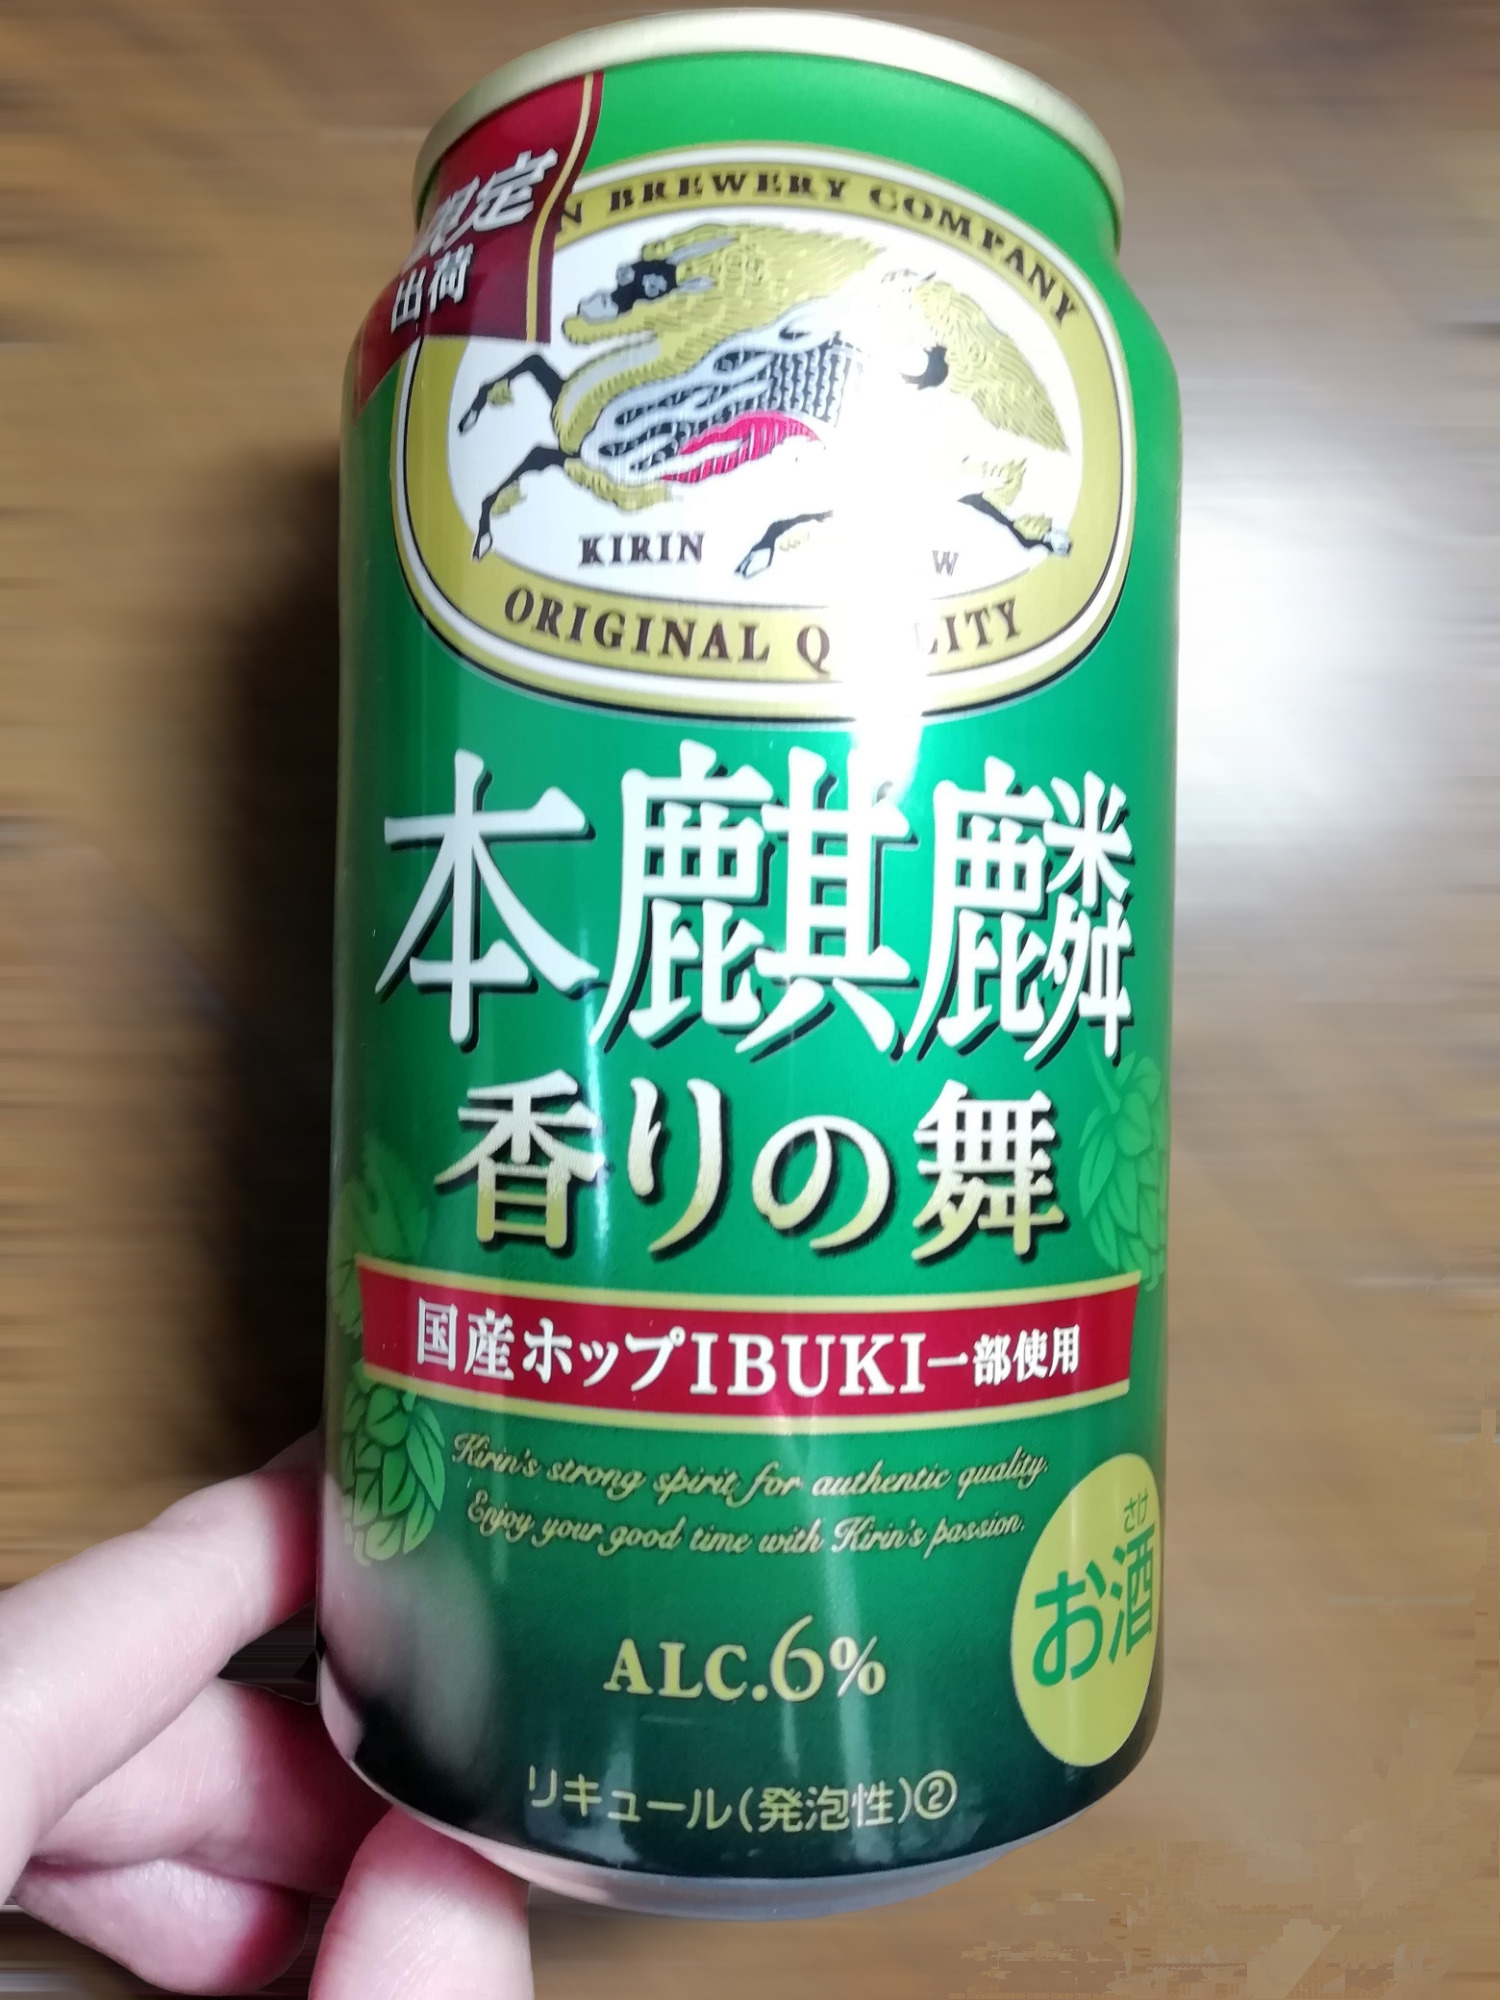 限定
出荷
BREWERY COMPANY
KIRIN
ORIGINAL
本麒麟
香りの舞
国産ホップIBUKI一部使用
Kirin's strong spirit for authentic quality.
Enjoy your good time with Kirin's passion.
さけ
お酒
ALC.6%
リキュール(発泡性)②